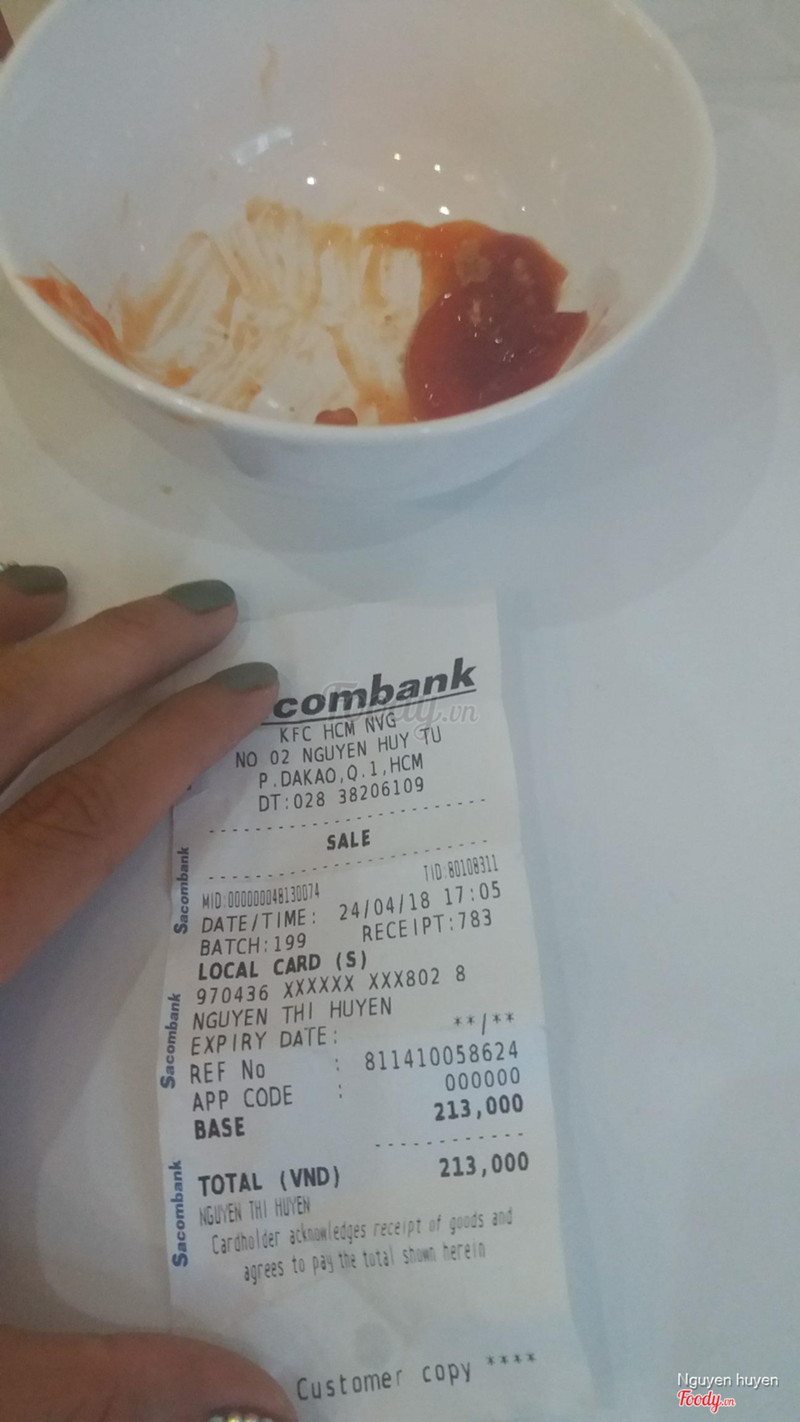 combank
KFC HCM NVG
NO 02 NGUYEN HUY TU
P.DAKAO,Q.1,HCM
DT:028 38206109
SALE
MID:000000048130074 TID:80108311
DATE/TIME: 24/04/18 17:05
BATCH:199 RECEIPT:783
LOCAL CARD (S)
970436 XXXXXX XXX802 8
NGUYEN THI HUYEN
EXPIRY DATE: **/**
REF No : 811410058624
APP CODE : 000000
BASE 213,000
TOTAL (VND) 213,000
NGUYEN THI HUYEN
Cardholder acknowledges receipt of goods and
agrees to pay the total shown herein
Customer copy ****
Sacombank
Sacombank
Sacombank
Foody.vn
Nguyen huyen
Foody.vn